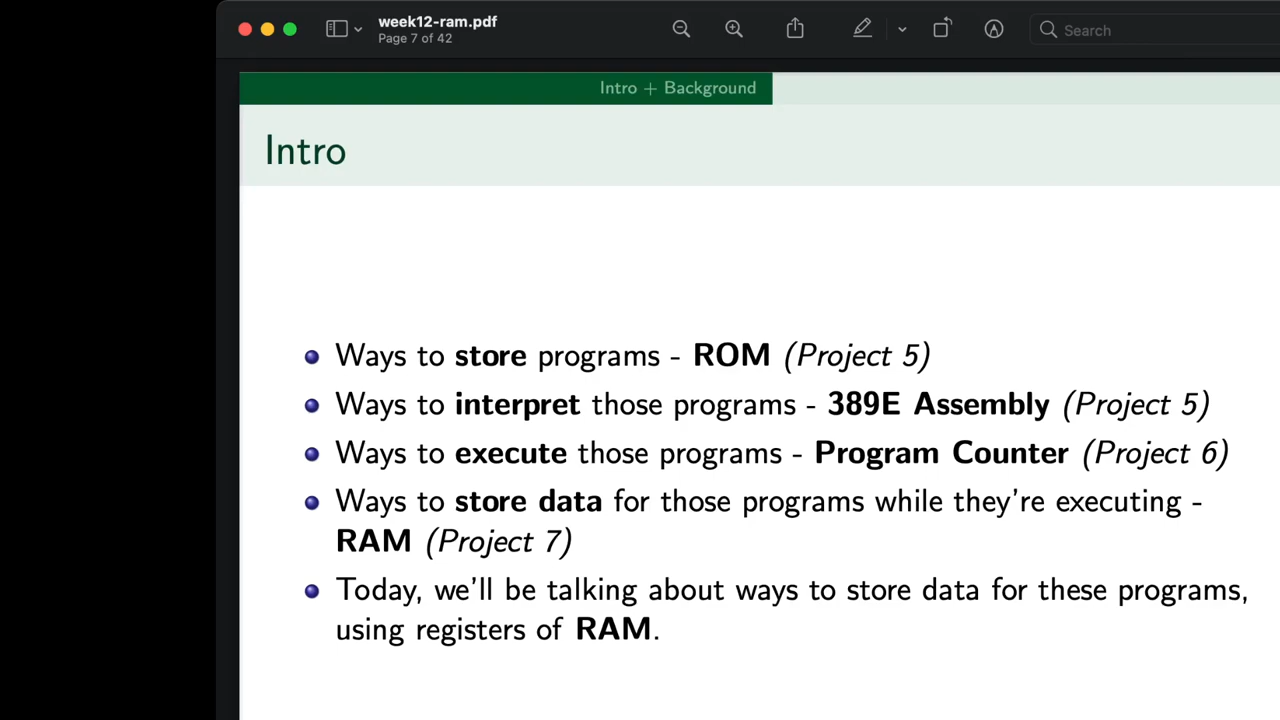 week12-ram.pdf
Page 7 of 42
Search
Intro + Background
Intro
Ways to store programs - ROM (Project 5)
Ways to interpret those programs - 389E Assembly (Project 5)
Ways to execute those programs - Program Counter (Project 6)
Ways to store data for those programs while they're executing -
RAM (Project 7)
Today, we'll be talking about ways to store data for these programs,
using registers of RAM.